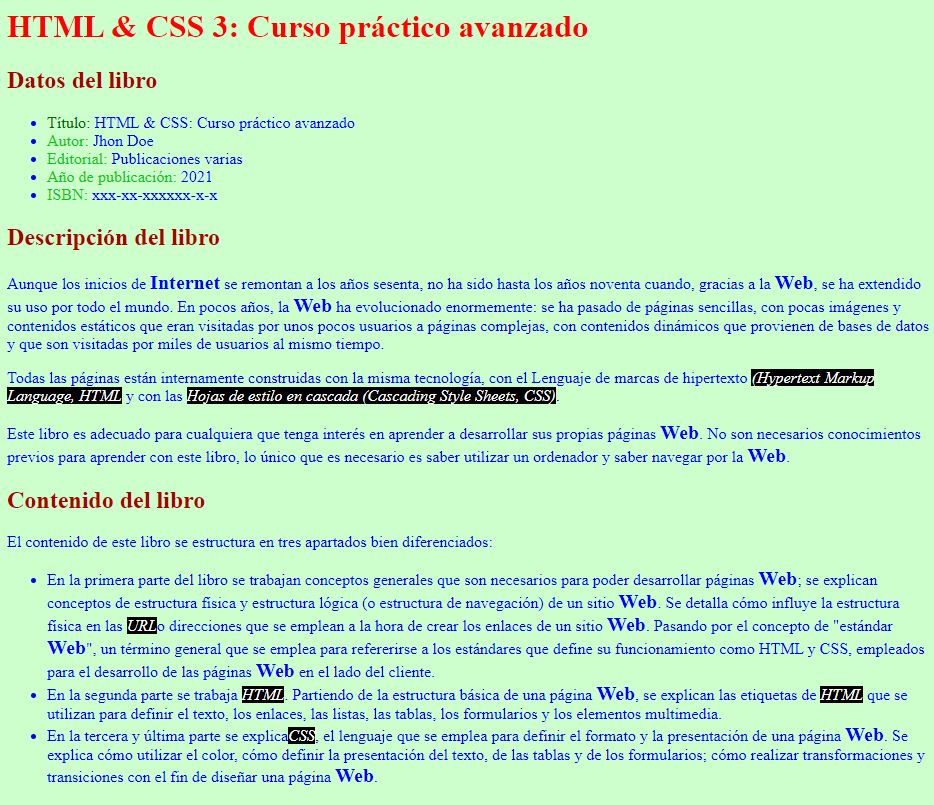 HTML & CSS 3: Curso práctico avanzado
Datos del libro
• Título: HTML & CSS: Curso práctico avanzado
• Autor: Jhon Doe
• Editorial: Publicaciones varias
• Año de publicación: 2021
• ISBN: xxx-xx-xxxxxx-x-x
Descripción del libro
Aunque los inicios de Internet se remontan a los años sesenta, no ha sido hasta los años noventa cuando, gracias a la Web, se ha extendido
su uso por todo el mundo. En pocos años, la Web ha evolucionado enormemente: se ha pasado de páginas sencillas, con pocas imágenes y
contenidos estáticos que eran visitadas por unos pocos usuarios a páginas complejas, con contenidos dinámicos que provienen de bases de datos
y que son visitadas por miles de usuarios al mismo tiempo.
Todas las páginas están internamente construidas con la misma tecnología, con el Lenguaje de marcas de hipertexto (Hypertext Markup
Language, HTML y con las Hojas de estilo en cascada (Cascading Style Sheets, CSS).
Este libro es adecuado para cualquiera que tenga interés en aprender a desarrollar sus propias páginas Web. No son necesarios conocimientos
previos para aprender con este libro, lo único que es necesario es saber utilizar un ordenador y saber navegar por la Web.
Contenido del libro
El contenido de este libro se estructura en tres apartados bien diferenciados:
• En la primera parte del libro se trabajan conceptos generales que son necesarios para poder desarrollar páginas Web; se explican
conceptos de estructura física y estructura lógica (o estructura de navegación) de un sitio Web. Se detalla cómo influye la estructura
física en las URLo direcciones que se emplean a la hora de crear los enlaces de un sitio Web. Pasando por el concepto de "estándar
Web", un término general que se emplea para refererirse a los estándares que define su funcionamiento como HTML y CSS, empleados
para el desarrollo de las páginas Web en el lado del cliente.
• En la segunda parte se trabaja HTML. Partiendo de la estructura básica de una página Web, se explican las etiquetas de HTML que se
utilizan para definir el texto, los enlaces, las listas, las tablas, los formularios y los elementos multimedia.
• En la tercera y última parte se explicaCSS, el lenguaje que se emplea para definir el formato y la presentación de una página Web. Se
explica cómo utilizar el color, cómo definir la presentación del texto, de las tablas y de los formularios; cómo realizar transformaciones y
transiciones con el fin de diseñar una página Web.